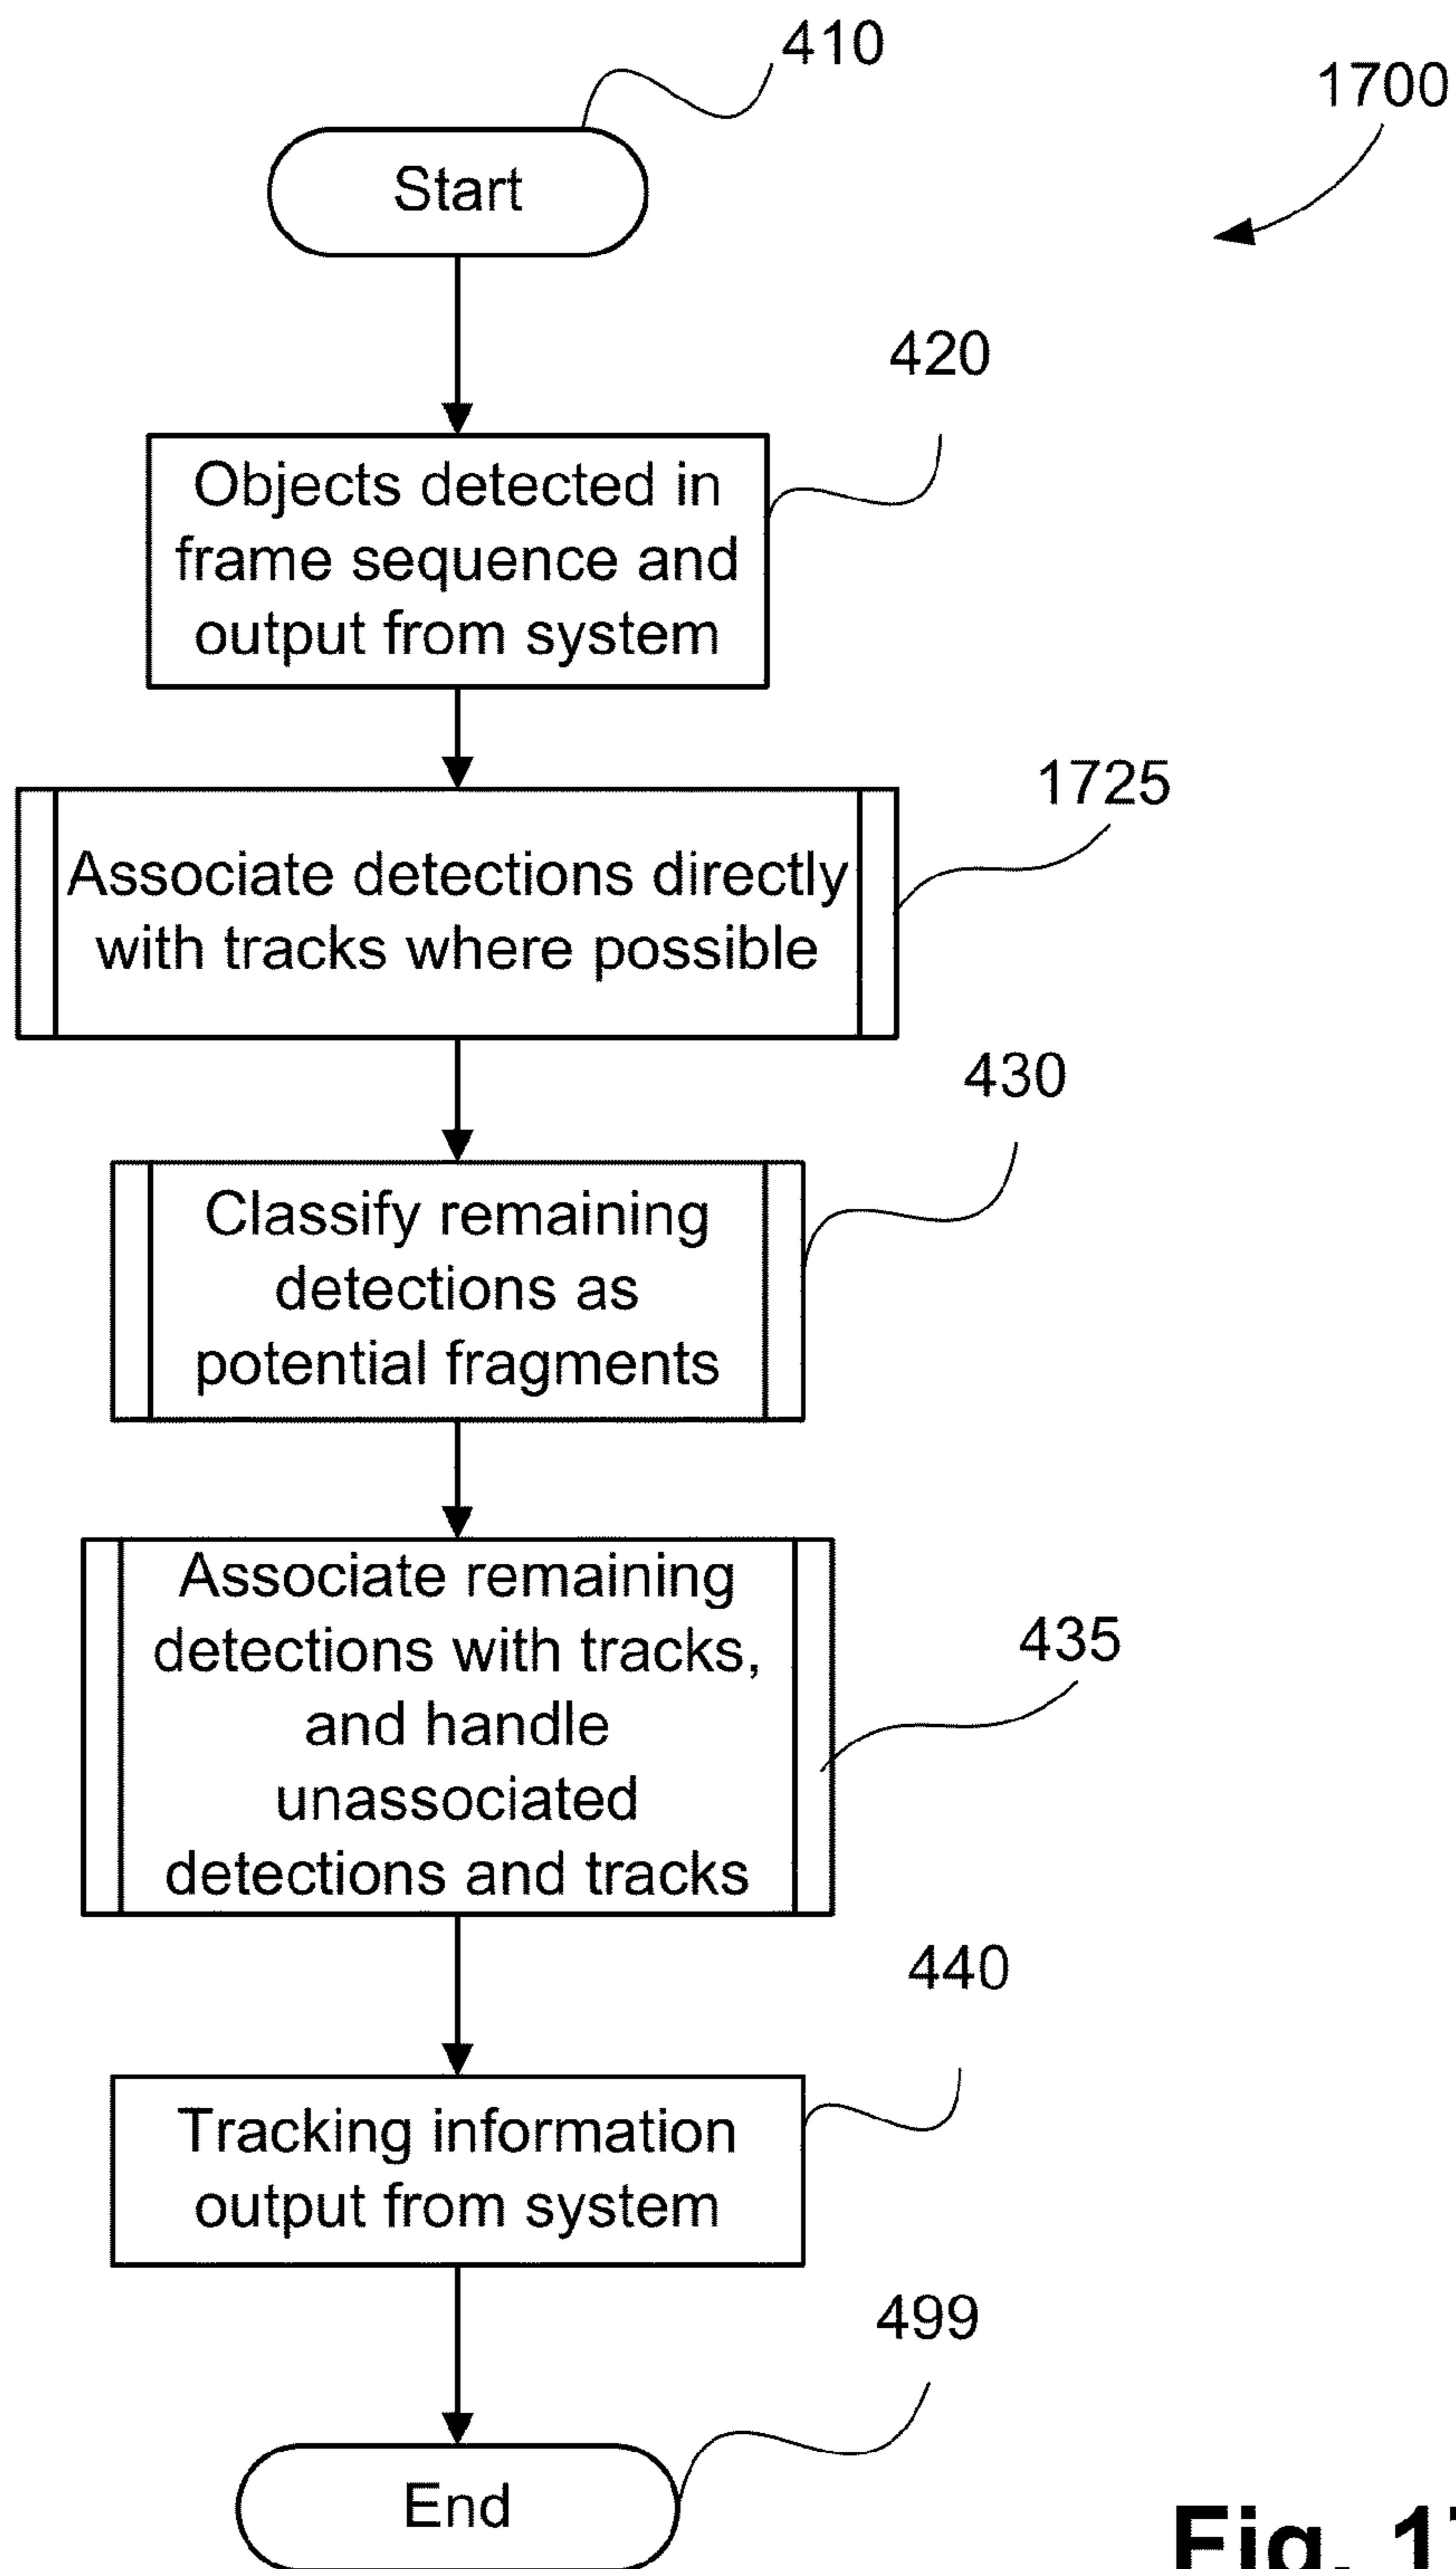 410
1700
Start
420
Objects detected in
frame sequence and
output from system
1725
Associate detections directly
with tracks where possible
430
Classify remaining
detections as
potential fragments
Associate remaining
detections with tracks,
and handle
unassociated
detections and tracks
435
440
Tracking information
output from system
499
End
Fig. 17